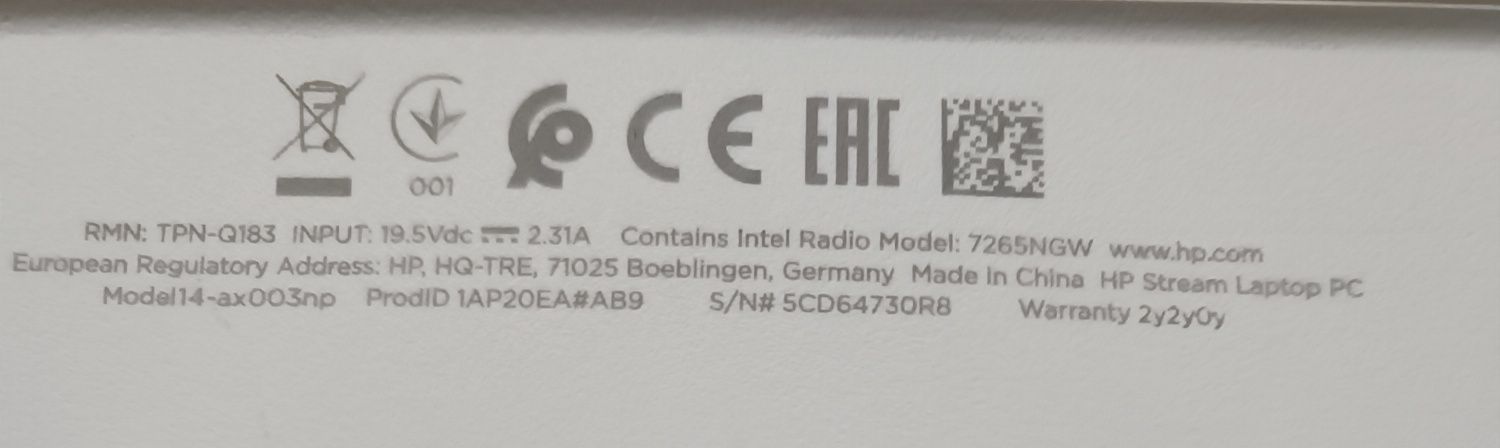 001
CE EAC
RMN: TPN-Q183 INPUT: 19.5Vdc ⎓ 2.31A Contains Intel Radio Model: 7265NGW www.hp.com
European Regulatory Address: HP, HQ-TRE, 71025 Boeblingen, Germany Made in China HP Stream Laptop PC
Model14-ax003np ProdID 1AP20EA#AB9 S/N# 5CD64730R8 Warranty 2y2y0y